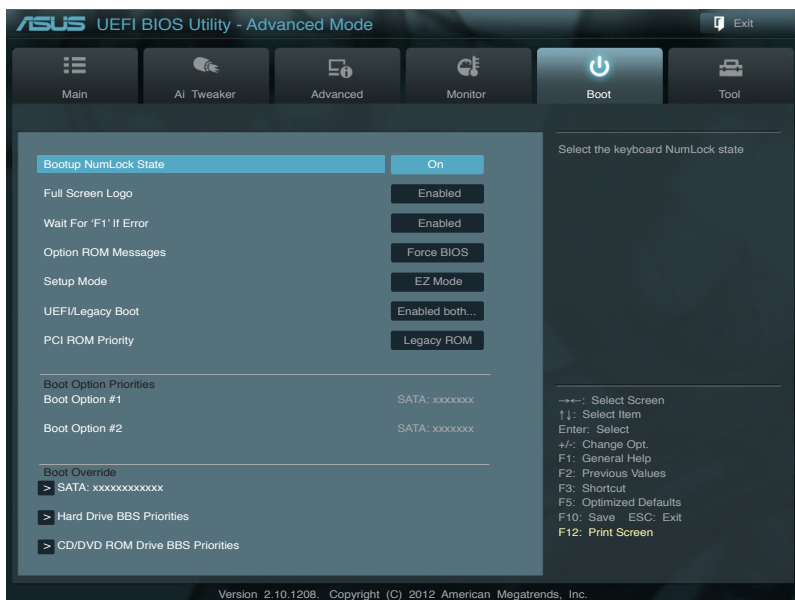 ASUS UEFI BIOS Utility - Advanced Mode
Exit
Main
Ai Tweaker
Advanced
Monitor
Boot
Tool
Bootup NumLock State On
Full Screen Logo Enabled
Wait For ‘F1’ If Error Enabled
Option ROM Messages Force BIOS
Setup Mode EZ Mode
UEFI/Legacy Boot Enabled both...
PCI ROM Priority Legacy ROM
Boot Option Priorities
Boot Option #1 SATA: xxxxxxx
Boot Option #2 SATA: xxxxxxx
Boot Override
> SATA: xxxxxxxxxxxx
> Hard Drive BBS Priorities
> CD/DVD ROM Drive BBS Priorities
Select the keyboard NumLock state
→←: Select Screen
↑↓: Select Item
Enter: Select
+/-: Change Opt.
F1: General Help
F2: Previous Values
F3: Shortcut
F5: Optimized Defaults
F10: Save ESC: Exit
F12: Print Screen
Version 2.10.1208. Copyright (C) 2012 American Megatrends, Inc.